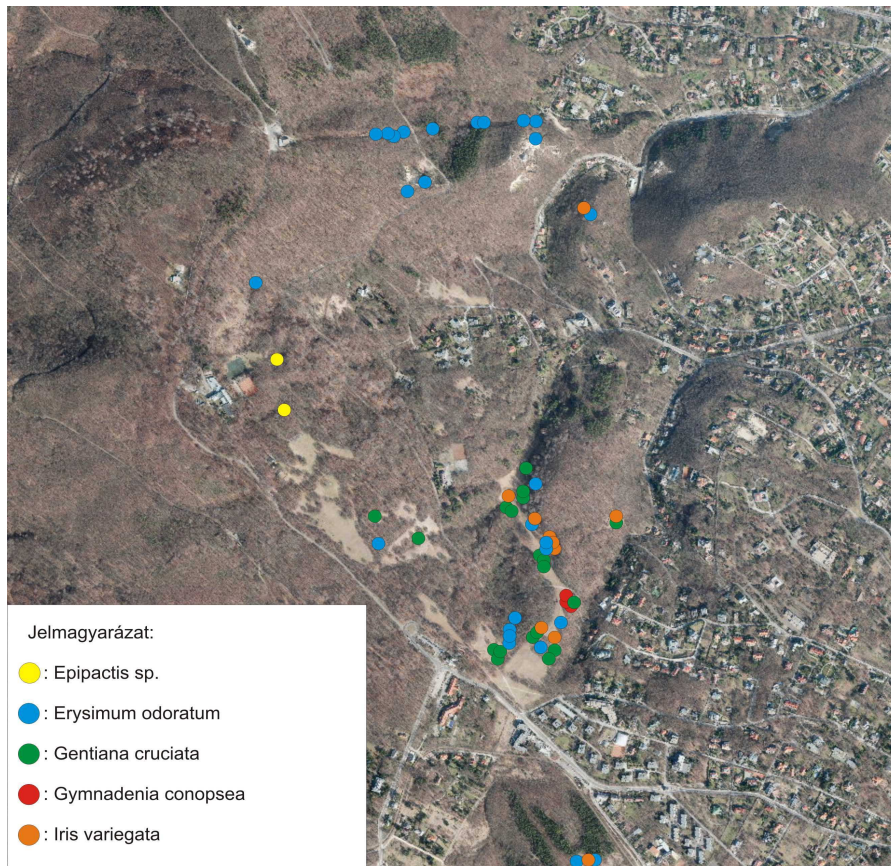 Jelmagyarázat:
: Epipactis sp.
: Erysimum odoratum
: Gentiana cruciata
: Gymnadenia conopsea
: Iris variegata